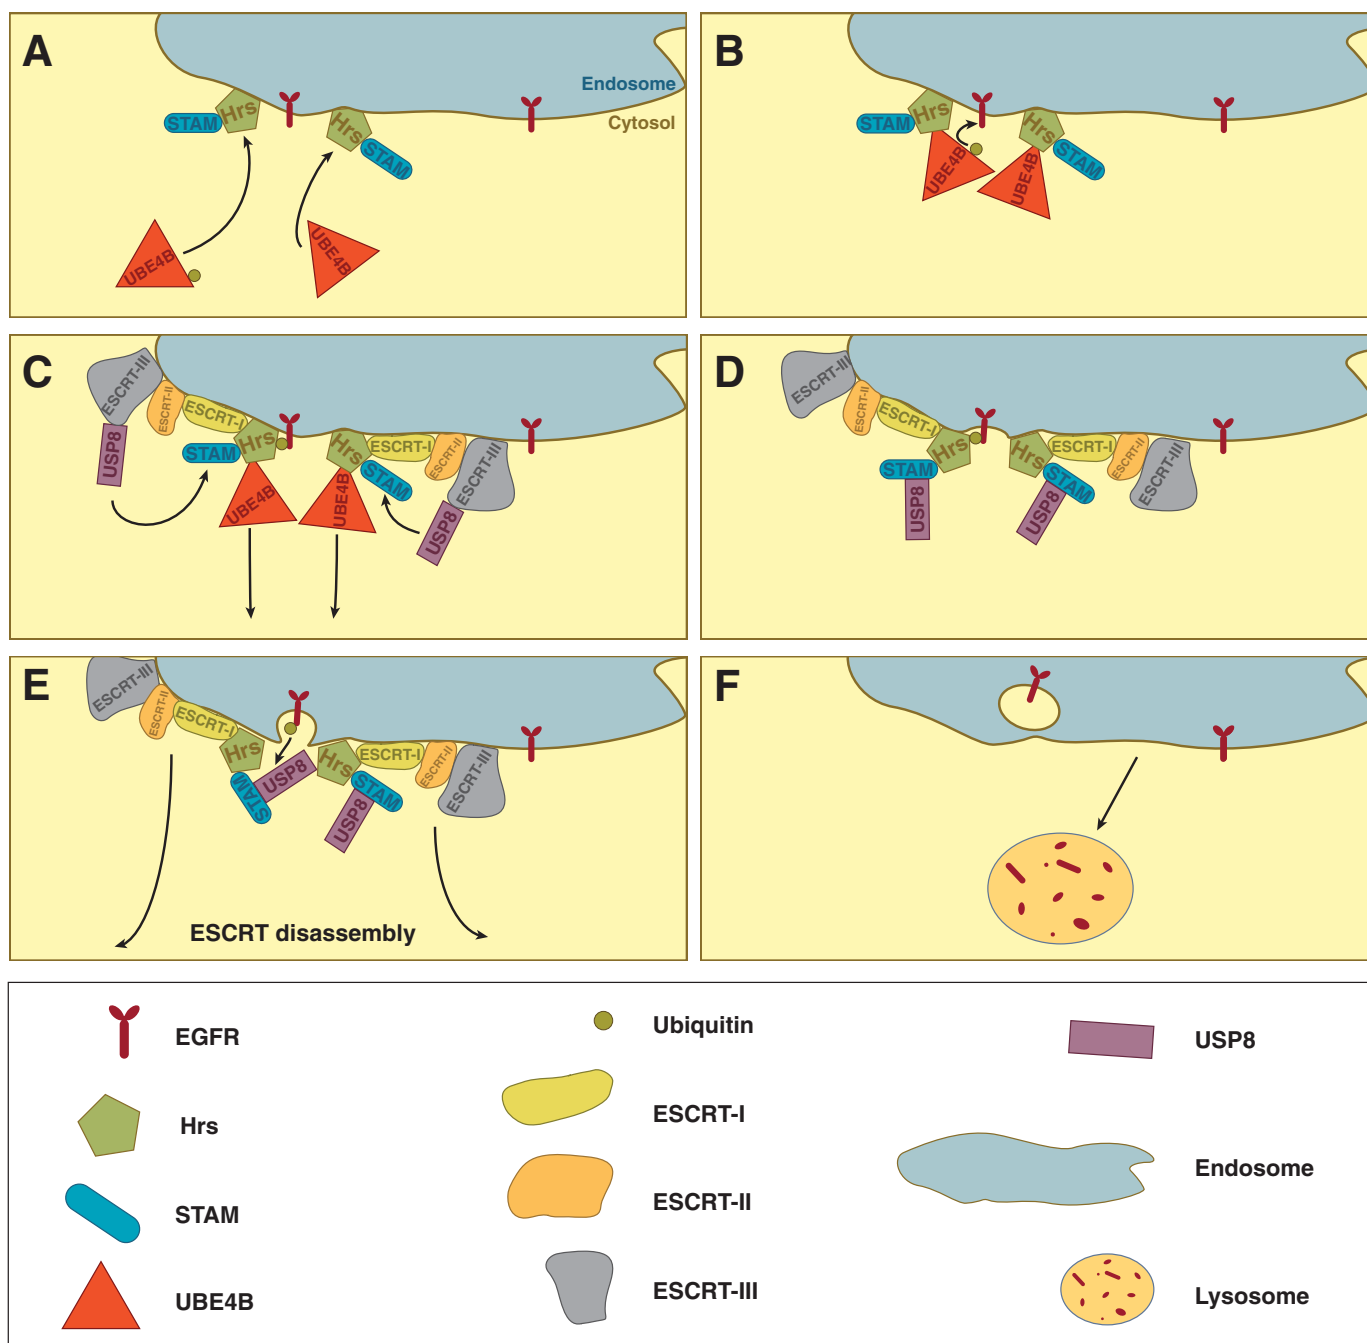 A
Endosome
Cytosol
Hrs
STAM
Hrs
STAM
UBE4B
UBE4B
B
Hrs
STAM
Hrs
STAM
UBE4B
UBE4B
C
ESCRT-III
ESCRT-II
ESCRT-I
Hrs
STAM
USP8
UBE4B
Hrs
ESCRT-I
ESCRT-II
ESCRT-III
STAM
UBE4B
USP8
D
ESCRT-III
ESCRT-II
ESCRT-I
Hrs
STAM
USP8
Hrs
ESCRT-I
ESCRT-II
ESCRT-III
STAM
USP8
E
ESCRT-III
ESCRT-II
ESCRT-I
Hrs
STAM
USP8
Hrs
ESCRT-I
ESCRT-II
ESCRT-III
STAM
USP8
ESCRT disassembly
F
EGFR
Hrs
STAM
UBE4B
Ubiquitin
ESCRT-I
ESCRT-II
ESCRT-III
USP8
Endosome
Lysosome